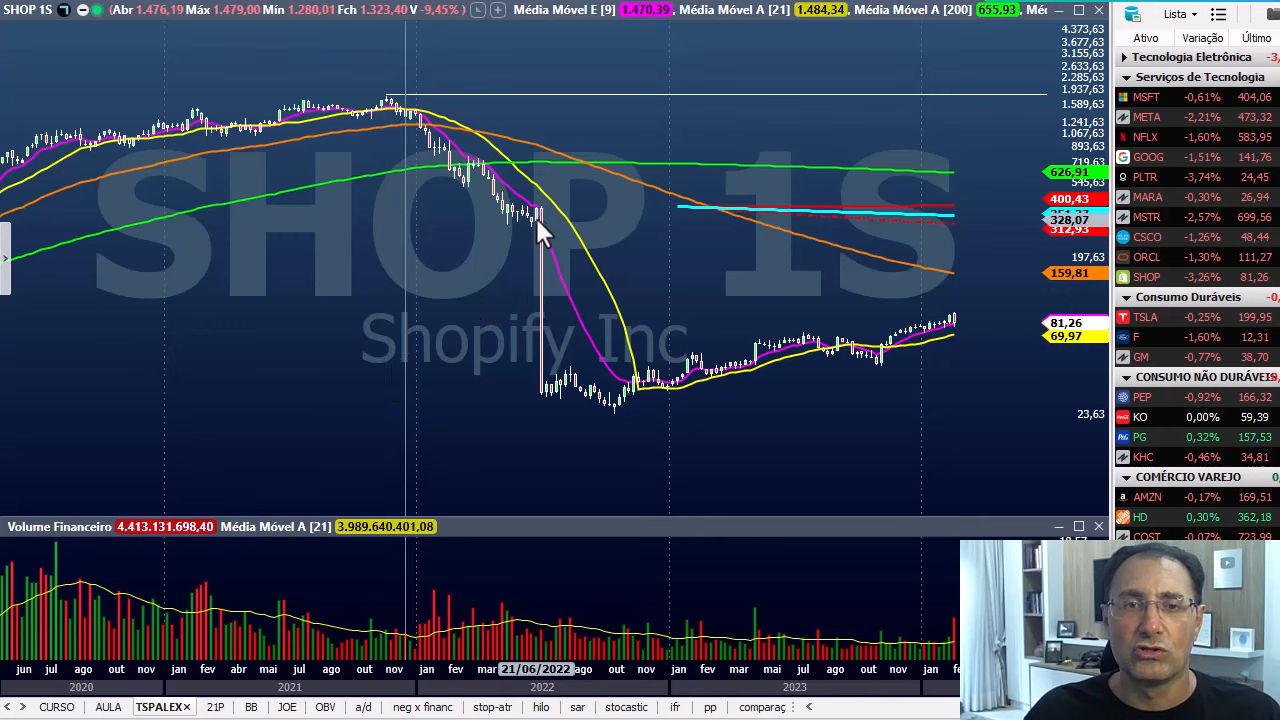 SHOP 1S (Abr 1.476,19 Máx 1.479,00 Mín 1.280,01 Fch 1.323,40 V -9,45%) Média Móvel E [9] 1.470,39, Média Móvel A [21] 1.484,34, Média Móvel A [200] 655,93
4.373,63
3.677,63
3.155,63
2.633,63
2.285,63
1.937,63
1.589,63
1.241,63
1.067,63
893,63
719,63
626,91
545,63
400,43
328,07
312,93
197,63
159,81
81,26
69,97
23,63
SHOP 1S
Shopify Inc
Volume Financeiro 4.413.131.698,40 Média Móvel A [21] 3.989.640.401,08
jun jul ago out nov jan fev abr mai jul ago out nov jan fev mar 21/06/2022 ago out nov jan mar mai jul ago out nov jan
2020 2021 2022 2023
CURSO AULA TSPALEX 21P BB JOE OBV a/d neg x financ stop-atr hilo sar stocastic ifr pp comparaç
Lista
Ativo Variação Último
Tecnologia Eletrônica
Serviços de Tecnologia
MSFT -0,61% 404,06
META -2,21% 473,32
NFLX -1,60% 583,95
GOOG -1,51% 141,76
PLTR -3,74% 24,45
MARA -0,30% 26,94
MSTR -2,57% 699,56
CSCO -1,26% 48,44
ORCL -1,30% 111,27
SHOP -3,26% 81,26
Consumo Duráveis
TSLA -0,25% 199,95
F -1,60% 12,31
GM -0,77% 38,70
CONSUMO NÃO DURÁVEIS
PEP -0,92% 166,32
KO 0,00% 59,39
PG 0,32% 157,53
KHC -0,46% 34,81
COMÉRCIO VAREJO
AMZN -0,17% 169,51
HD 0,30% 362,18
COST -0,07% 723,99